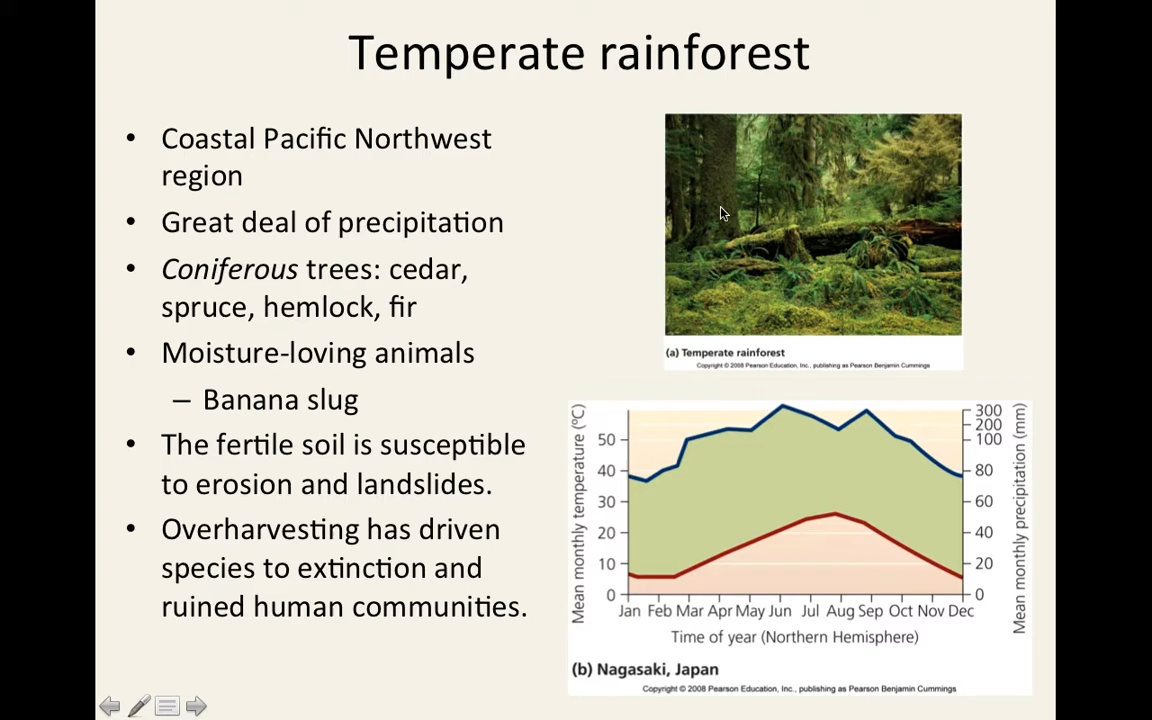 Temperate rainforest
• Coastal Pacific Northwest
region
• Great deal of precipitation
• Coniferous trees: cedar,
spruce, hemlock, fir
• Moisture-loving animals
– Banana slug
• The fertile soil is susceptible
to erosion and landslides.
• Overharvesting has driven
species to extinction and
ruined human communities.
(a) Temperate rainforest
Copyright © 2008 Pearson Education, Inc., publishing as Pearson Benjamin Cummings
Mean monthly temperature (°C)
50
40
30
20
10
0
300
200
100
80
60
40
20
0
Mean monthly precipitation (mm)
Jan Feb Mar Apr May Jun Jul Aug Sep Oct Nov Dec
Time of year (Northern Hemisphere)
(b) Nagasaki, Japan
Copyright © 2008 Pearson Education, Inc., publishing as Pearson Benjamin Cummings